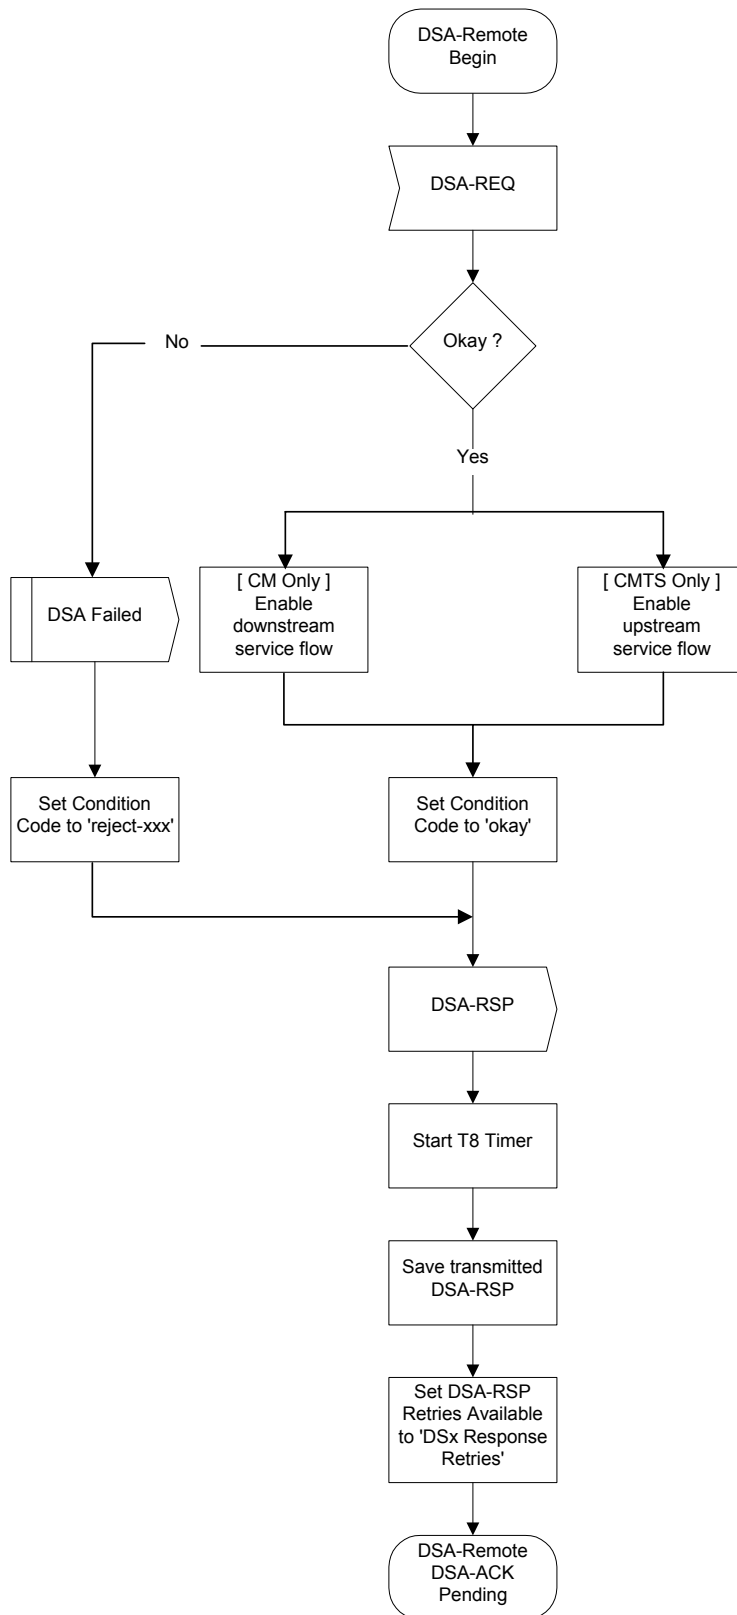 DSA-Remote
Begin
DSA-REQ
Okay ?
No
Yes
[ CM Only ]
Enable
downstream
service flow
[ CMTS Only ]
Enable
upstream
service flow
DSA Failed
Set Condition
Code to 'reject-xxx'
Set Condition
Code to 'okay'
DSA-RSP
Start T8 Timer
Save transmitted
DSA-RSP
Set DSA-RSP
Retries Available
to 'DSx Response
Retries'
DSA-Remote
DSA-ACK
Pending